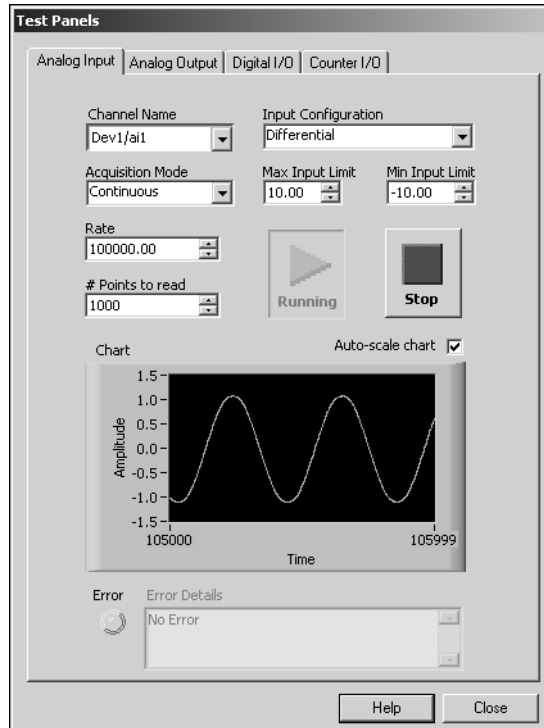 Test Panels
Analog Input Analog Output Digital I/O Counter I/O
Channel Name Input Configuration
Dev1/ai1 Differential
Acquisition Mode Max Input Limit Min Input Limit
Continuous 10.00 -10.00
Rate
100000.00
# Points to read
1000
Running Stop
Chart Auto-scale chart
1.5
1.0
0.5
0.0
-0.5
-1.0
-1.5
Amplitude
105000 105999
Time
Error Error Details
No Error
Help Close